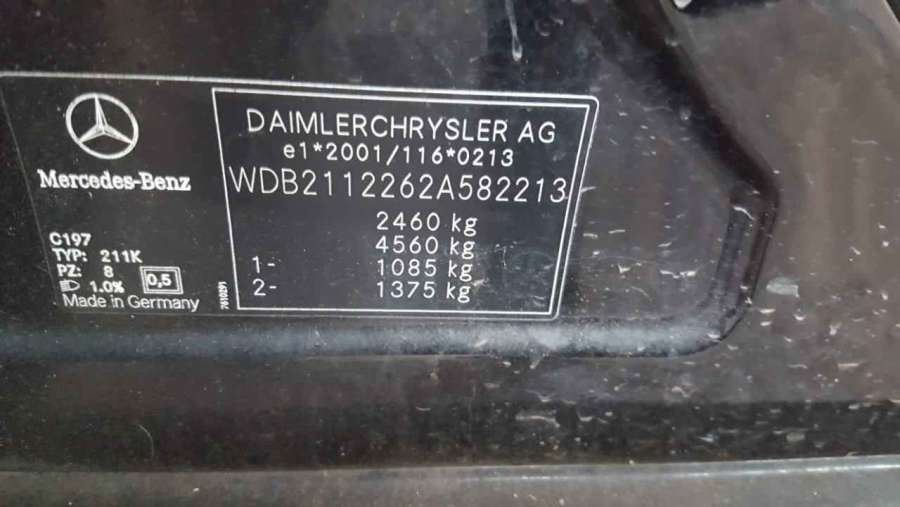 Mercedes-Benz
C197
TYP: 211K
PZ: 8
1.0% 0,5
Made in Germany
DAIMLERCHRYSLER AG
e1*2001/116*0213
WDB2112262A582213
2460 kg
4560 kg
1- 1085 kg
2- 1375 kg